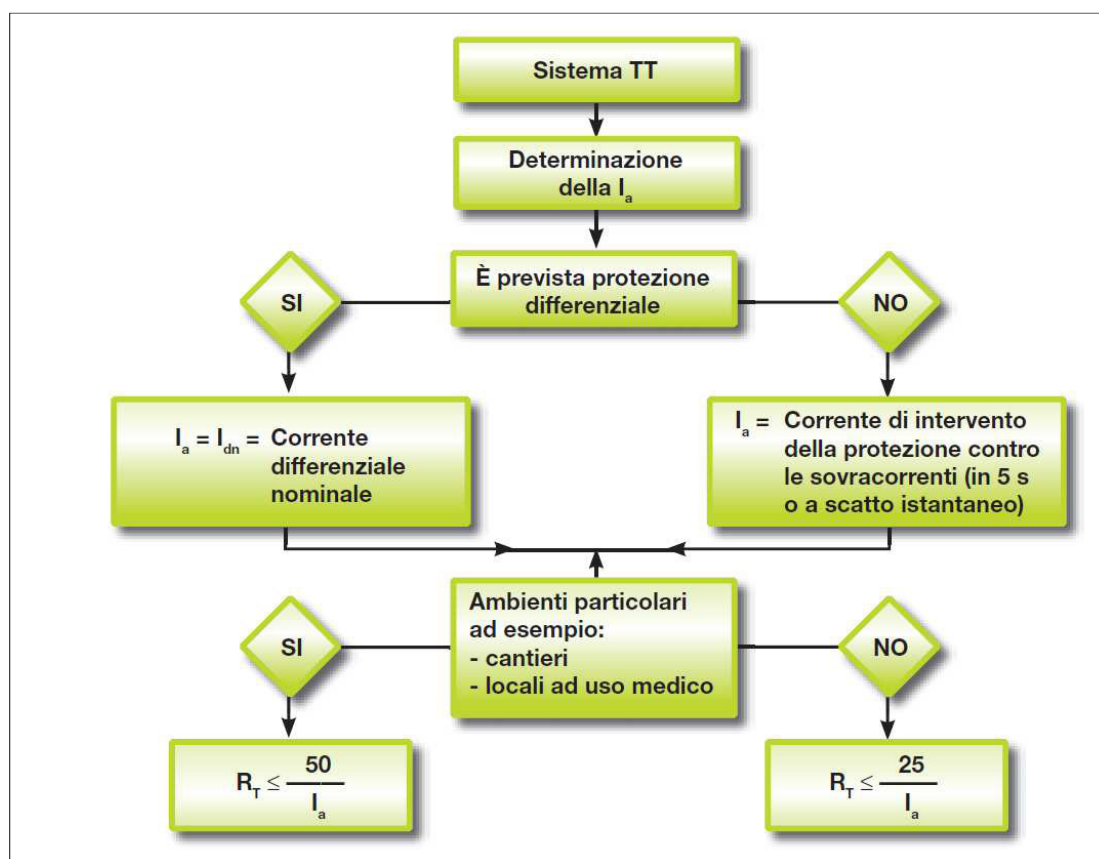 Sistema TT
Determinazione
della Ia
È prevista protezione
differenziale
SI
NO
Ia = Idn = Corrente
differenziale
nominale
Ia = Corrente di intervento
della protezione contro
le sovracorrenti (in 5 s
o a scatto istantaneo)
Ambienti particolari
ad esempio:
- cantieri
- locali ad uso medico
SI
NO
RT ≤ 50
Ia
RT ≤ 25
Ia